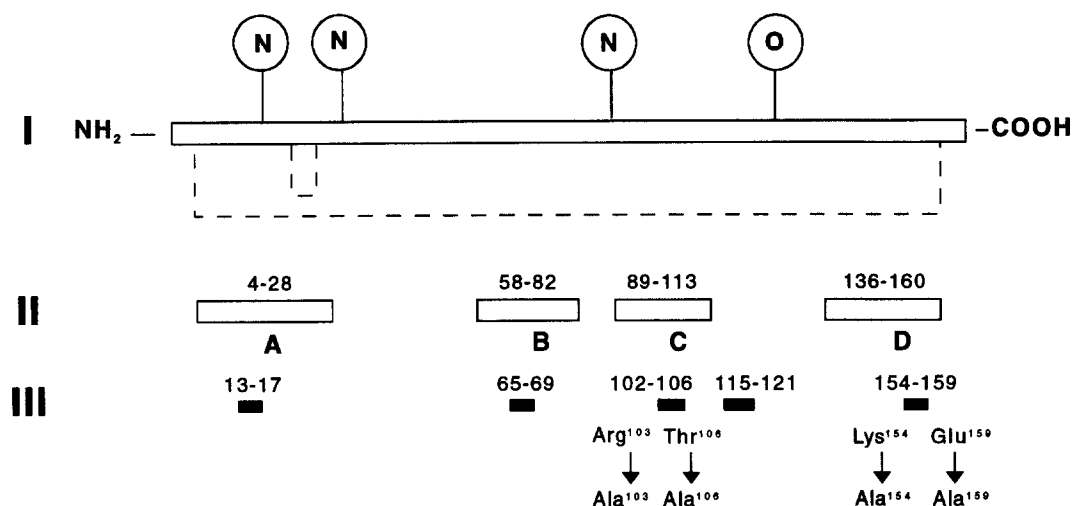 N N N O
I NH₂ — –COOH
4-28 58-82 89-113 136-160
II
A B C D
13-17 65-69 102-106 115-121 154-159
III
Arg¹⁰³ Thr¹⁰⁶ Lys¹⁵⁴ Glu¹⁵⁹
Ala¹⁰³ Ala¹⁰⁶ Ala¹⁵⁴ Ala¹⁵⁹